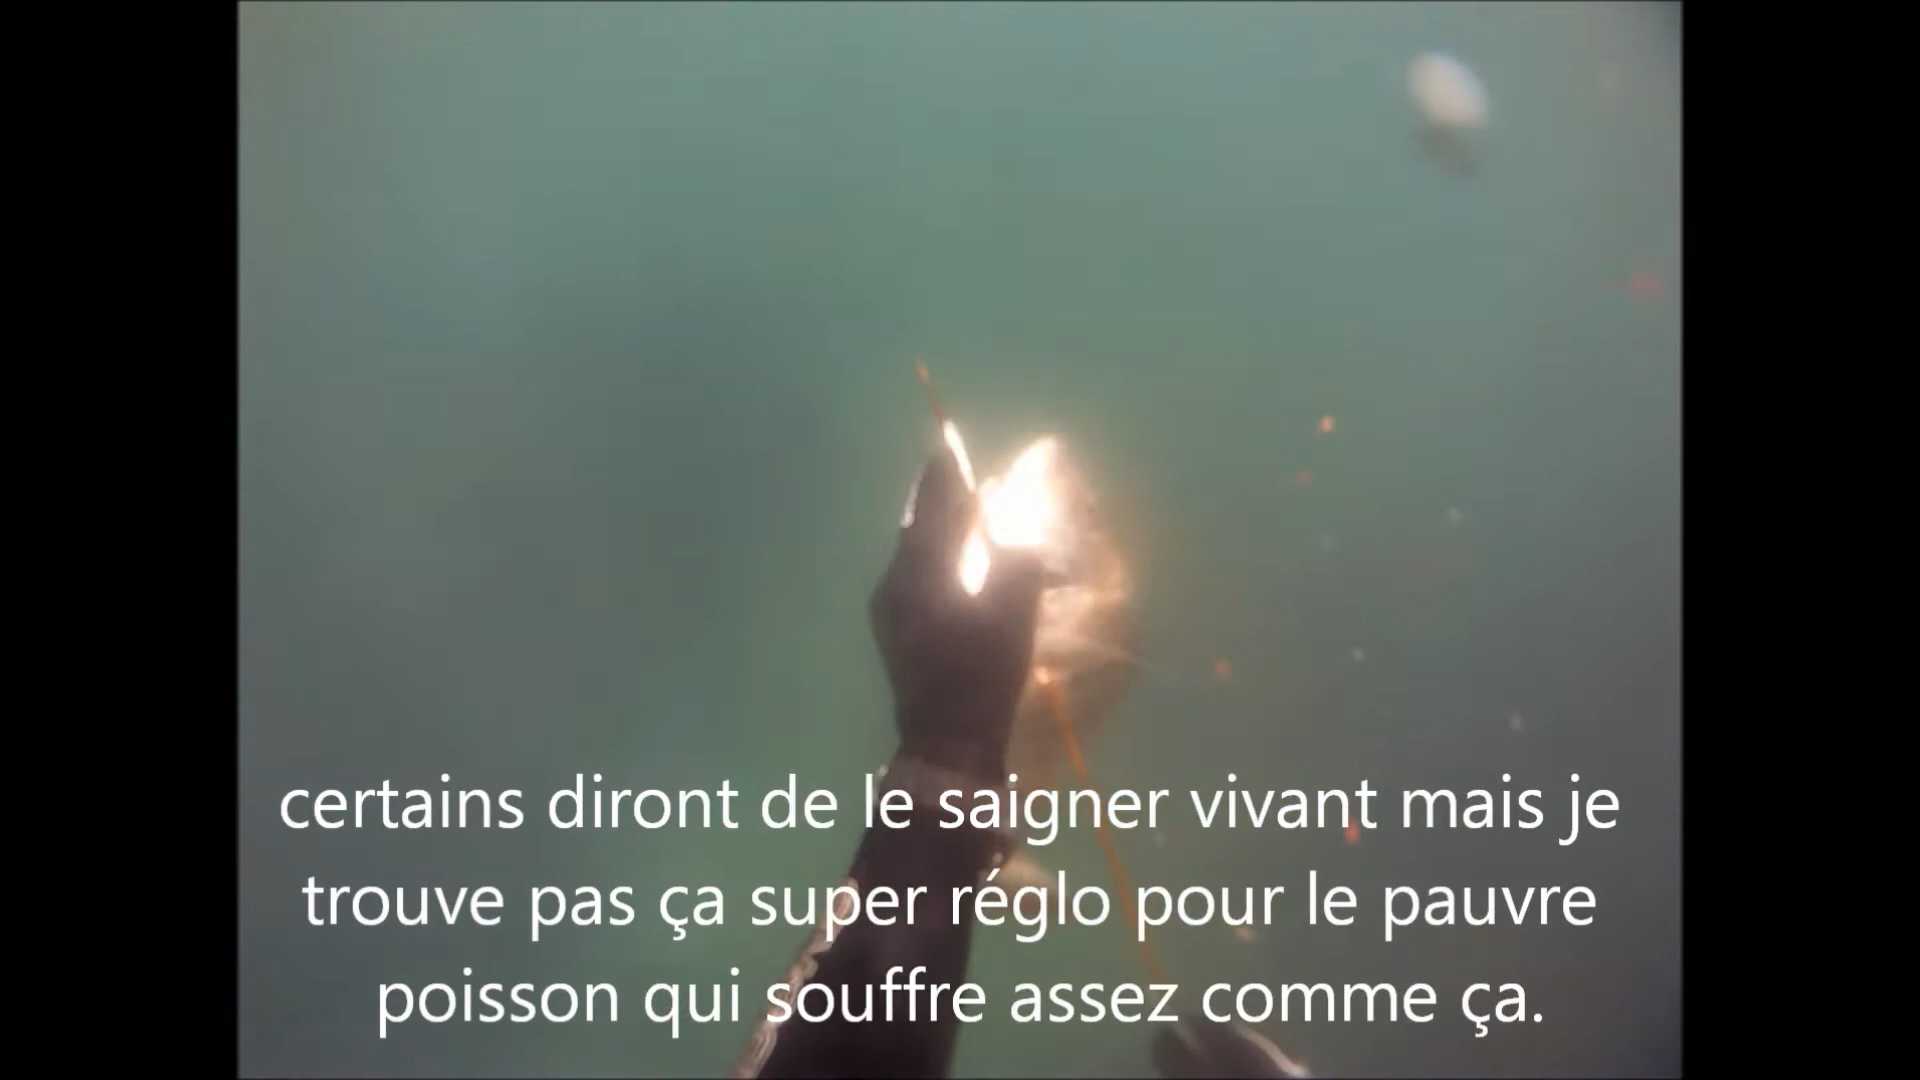 certains diront de le saigner vivant mais je
trouve pas ça super réglo pour le pauvre
poisson qui souffre assez comme ça.